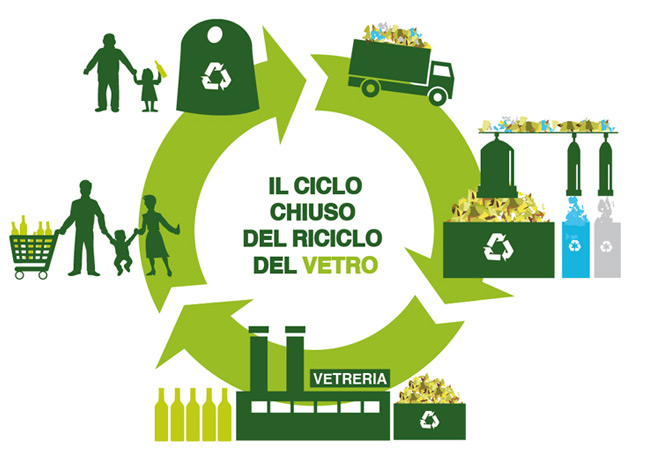 IL CICLO
CHIUSO
DEL RICICLO
DEL VETRO
VETRERIA